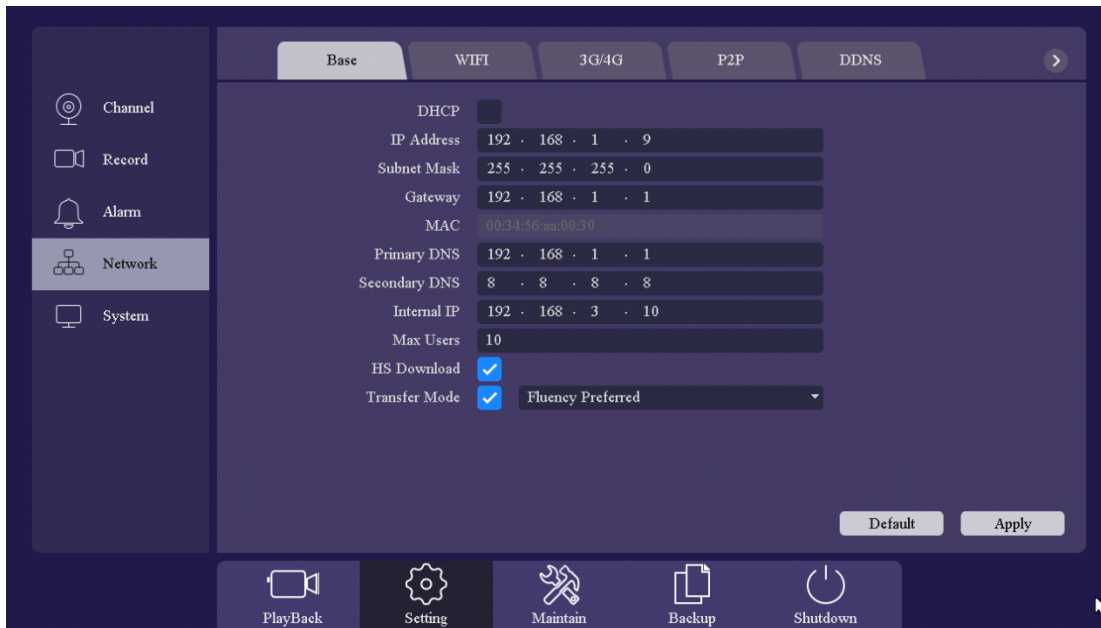 Base WIFI 3G/4G P2P DDNS
Channel
Record
Alarm
Network
System
DHCP
IP Address 192 . 168 . 1 . 9
Subnet Mask 255 . 255 . 255 . 0
Gateway 192 . 168 . 1 . 1
MAC 00:34:56:aa:00:30
Primary DNS 192 . 168 . 1 . 1
Secondary DNS 8 . 8 . 8 . 8
Internal IP 192 . 168 . 3 . 10
Max Users 10
HS Download
Transfer Mode Fluency Preferred
Default Apply
PlayBack Setting Maintain Backup Shutdown